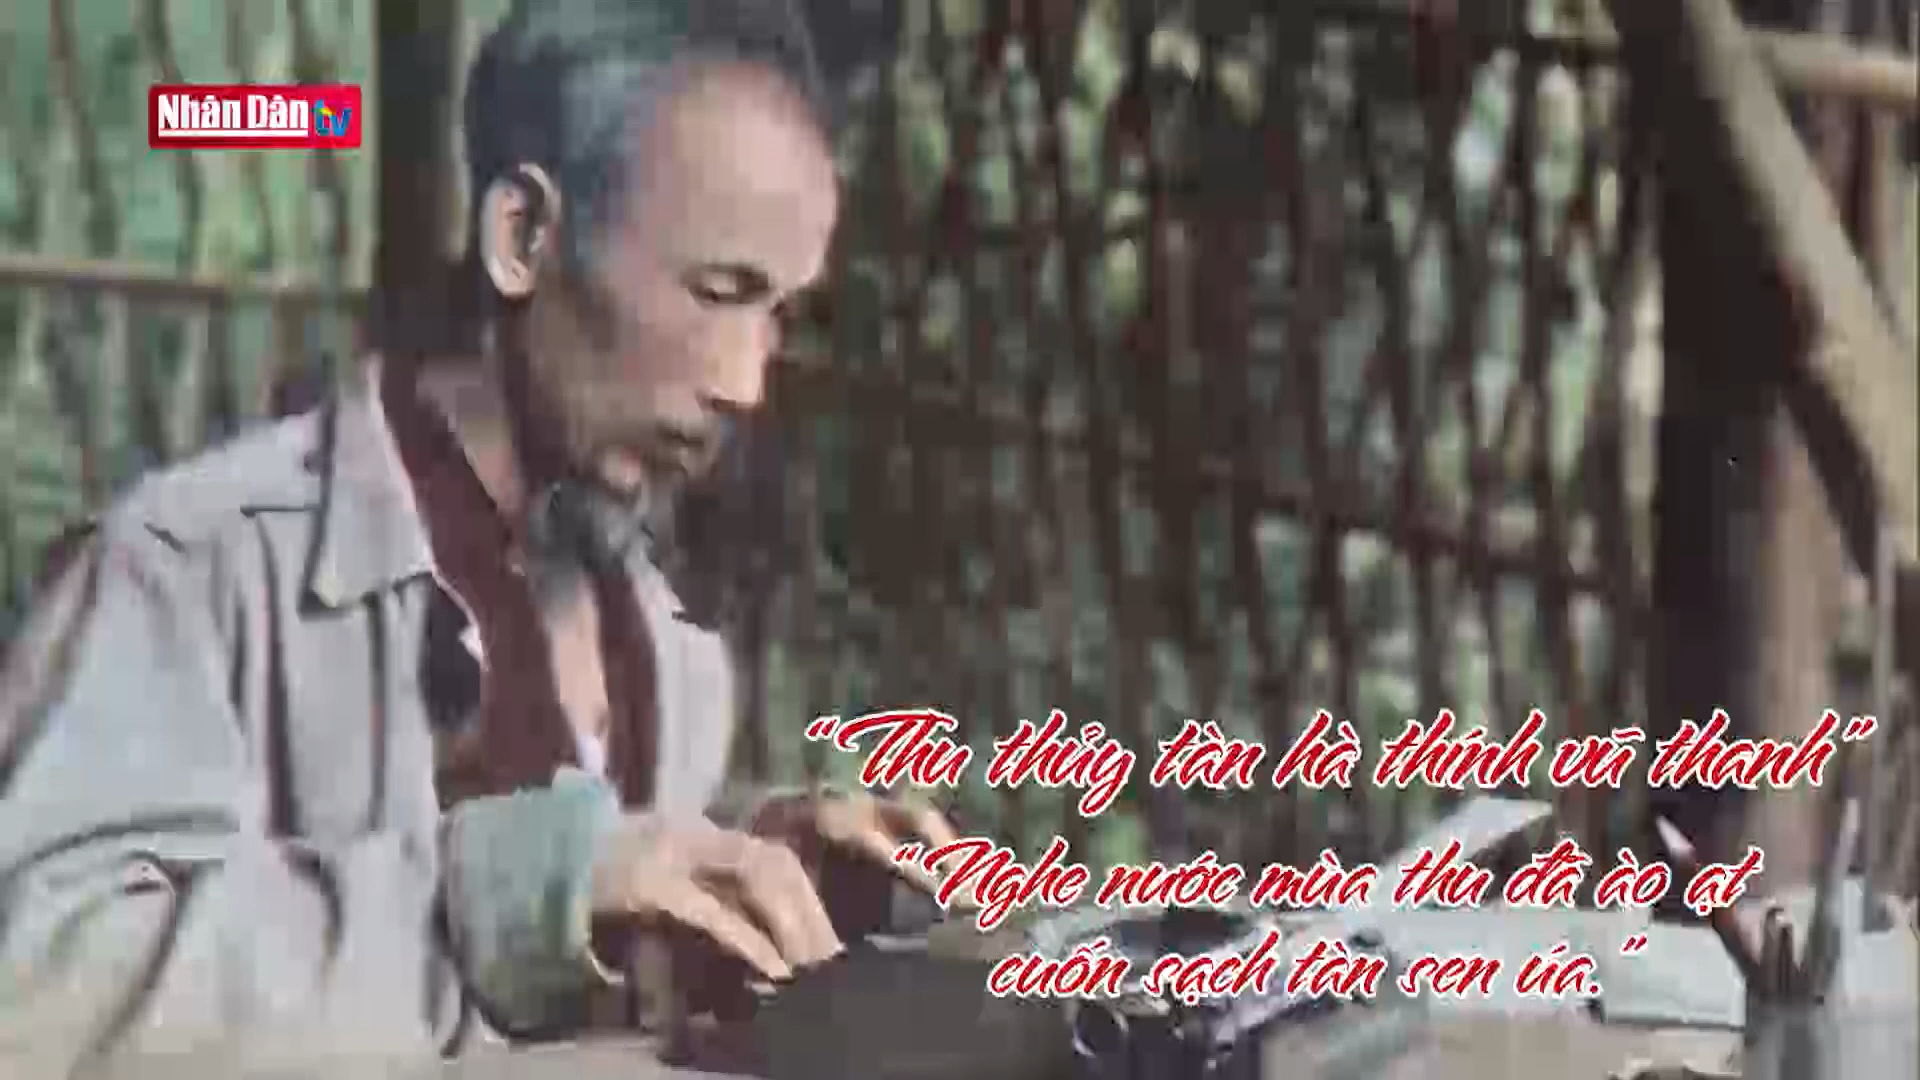 Nhân Dân tv
“Thu thủy tàn hà thính vũ thanh”
“Nghe nước mùa thu đã ào ạt
cuốn sạch tàn sen úa.”